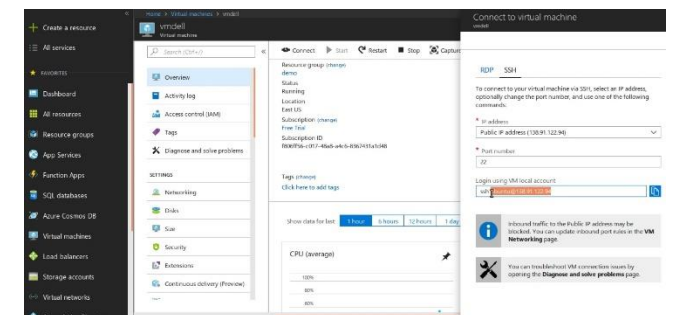 Home > Virtual machines > vmdell
Create a resource
All services
FAVORITES
Dashboard
All resources
Resource groups
App Services
Function Apps
SQL databases
Azure Cosmos DB
Virtual machines
Load balancers
Storage accounts
Virtual networks
vmdell
Virtual machine
Search (Ctrl+/)
Overview
Activity log
Access control (IAM)
Tags
Diagnose and solve problems
SETTINGS
Networking
Disks
Size
Security
Extensions
Continuous delivery (Preview)
Connect Start Restart Stop Captur
Resource group (change)
demo
Status
Running
Location
East US
Subscription (change)
Free Trial
Subscription ID
Tags (change)
Click here to add tags
Show data for last 1 hour 6 hours 12 hours 1 day
CPU (average)
100%
80%
60%
Connect to virtual machine
vmdell
RDP SSH
To connect to your virtual machine via SSH, select an IP address,
optionally change the port number, and use one of the following
commands:
* IP address
Public IP address (138.91.122.94)
* Port number
22
Login using VM local account
ssh ubuntu@138.91.122.94
Inbound traffic to the Public IP address may be
blocked. You can update inbound port rules in the VM
Networking page.
You can troubleshoot VM connection issues by
opening the Diagnose and solve problems page.